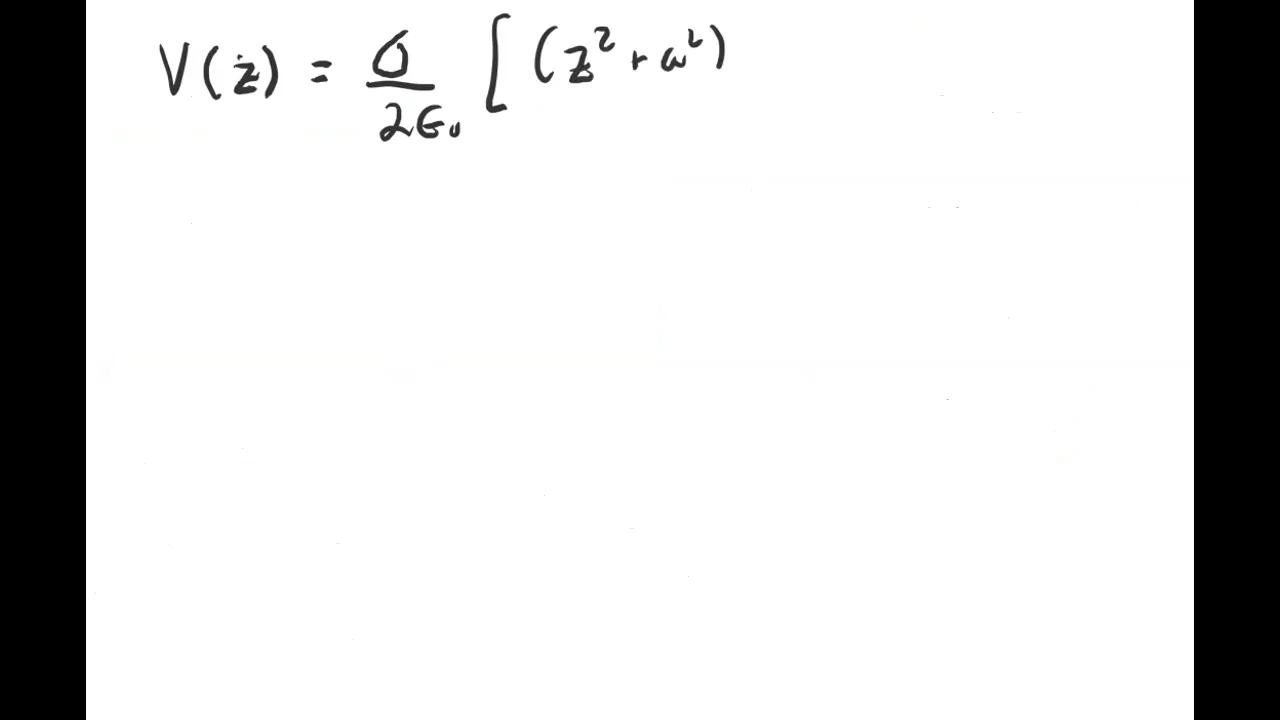 V(z) = σ/2ϵ₀ [ (z² + a²)